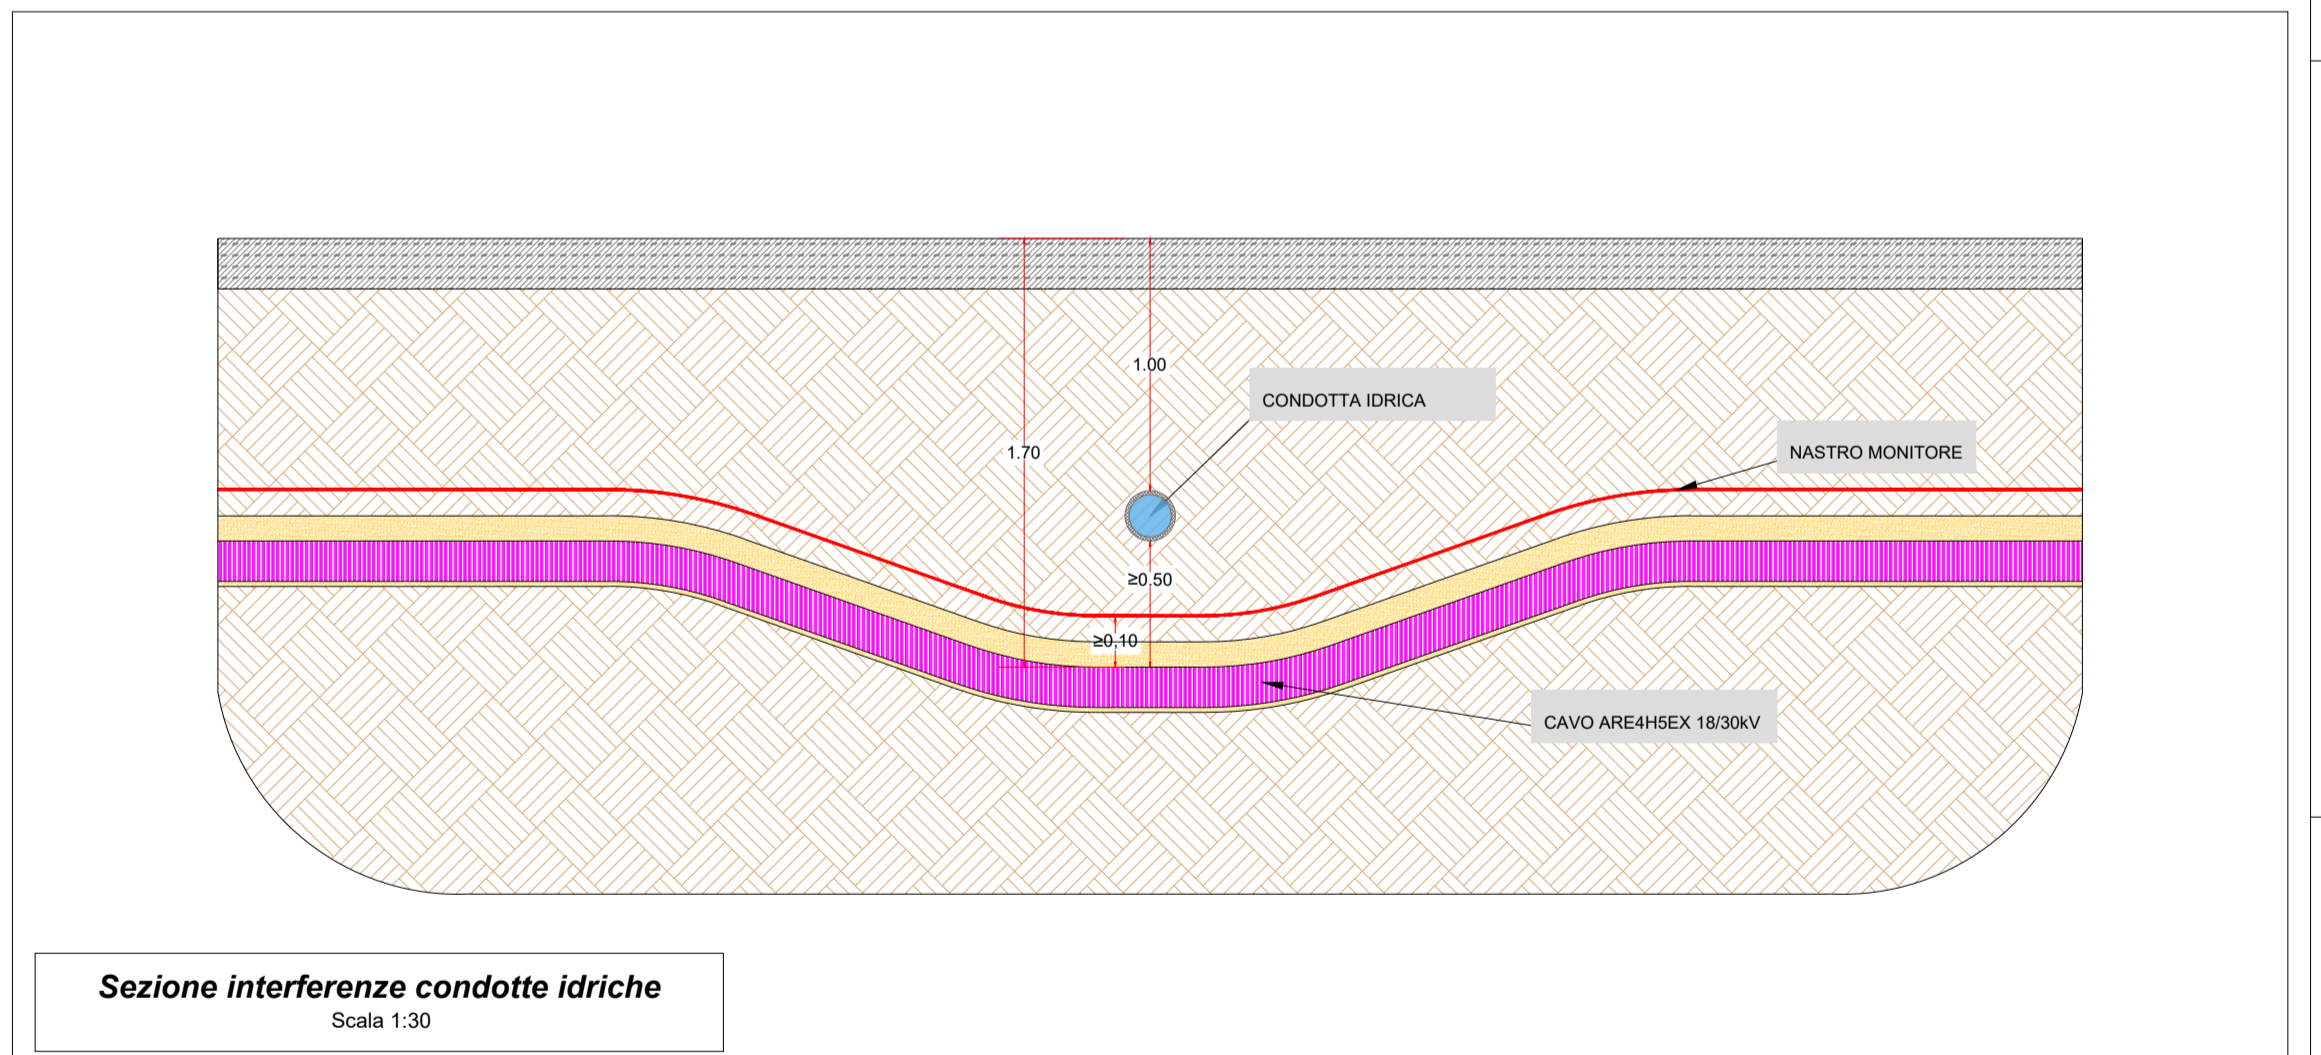 1.00
CONDOTTA IDRICA
1.70
NASTRO MONITORE
≥0.50
≥0,10
CAVO ARE4H5EX 18/30kV
Sezione interferenze condotte idriche
Scala 1:30